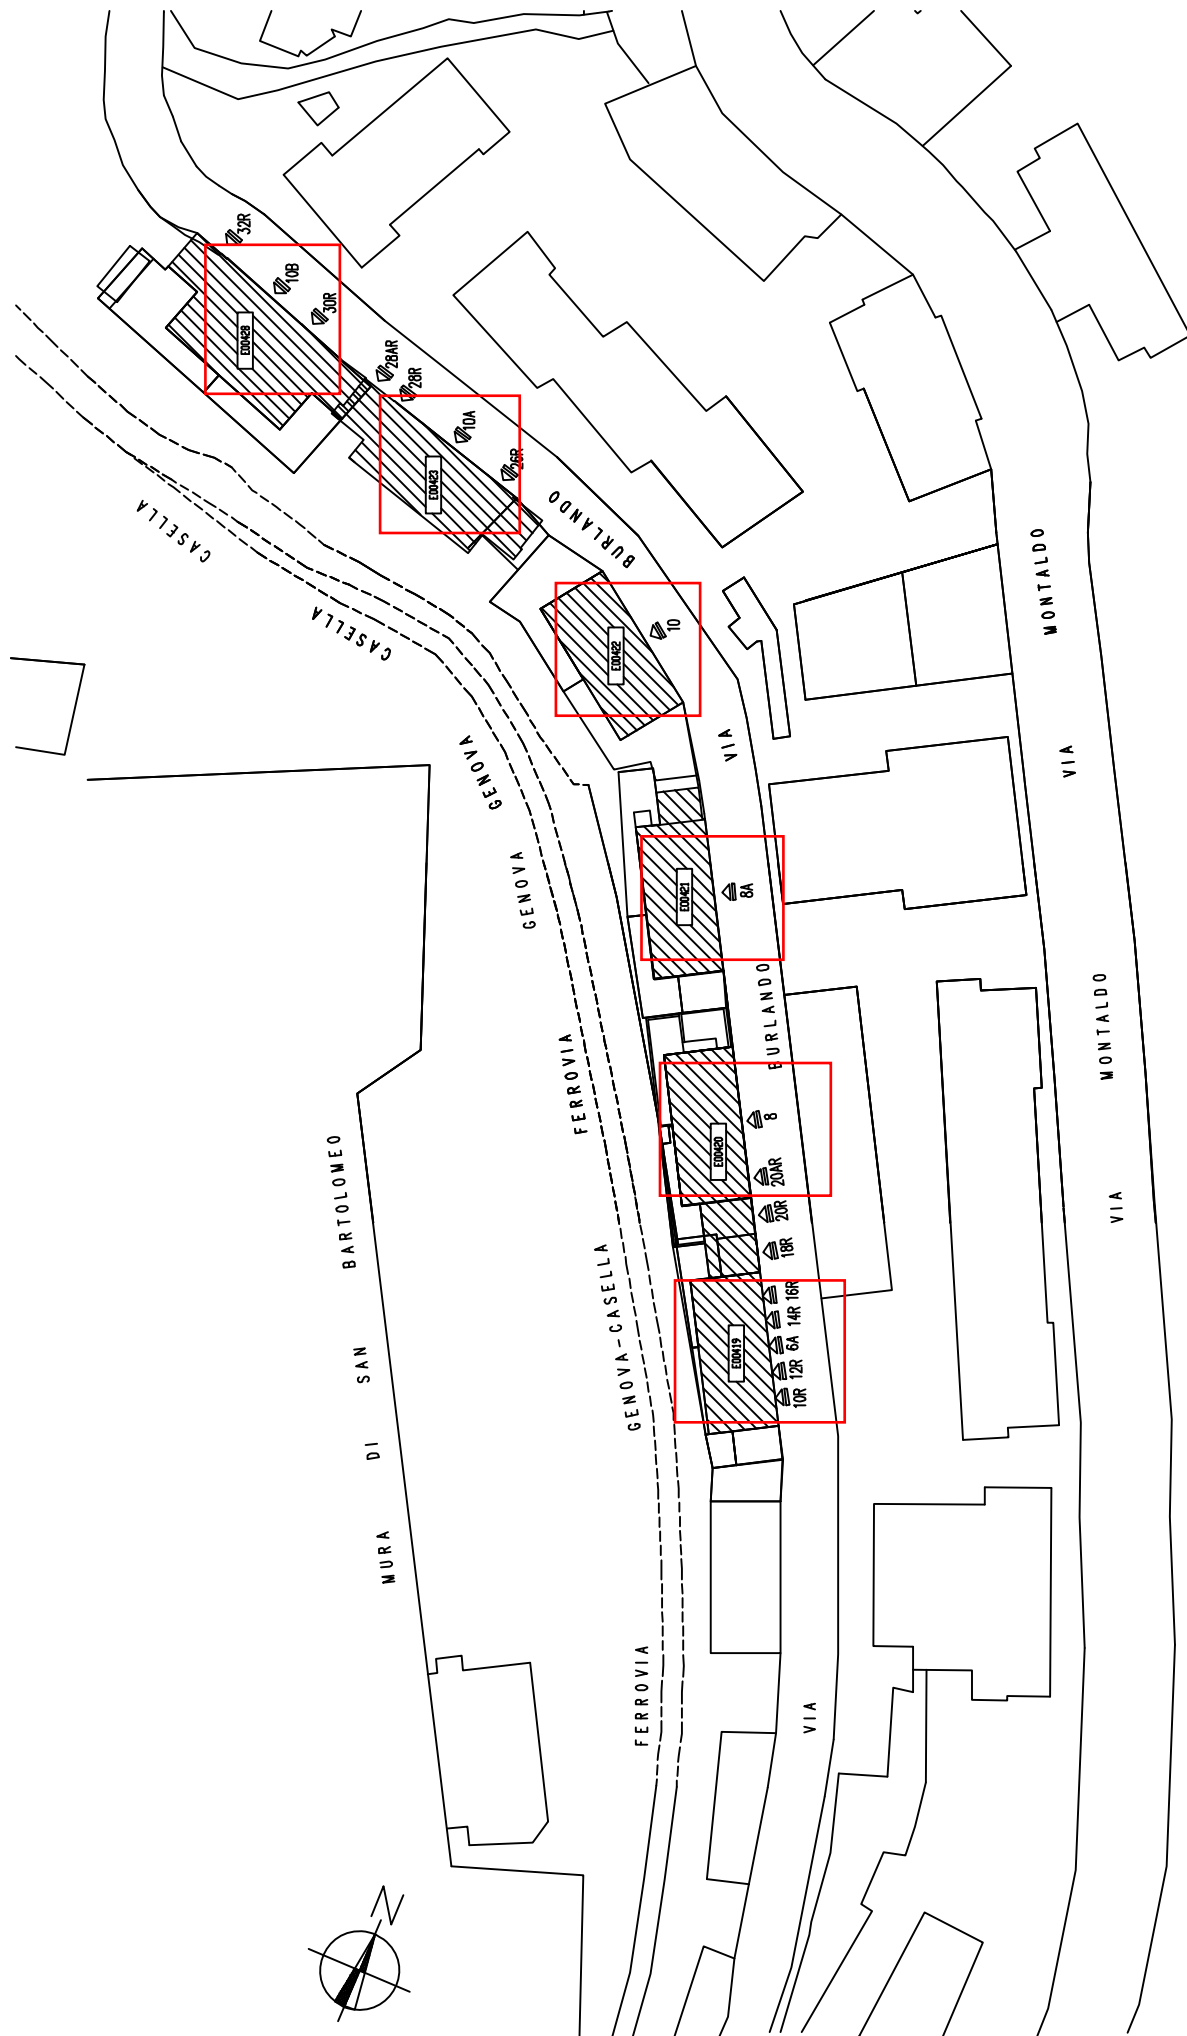 32R
10B
30R
E00428
28AR
28R
10A
E00423
26R
CASELLA
CASELLA
BURLANDO
MONTALDO
10
E00422
VIA
VIA
GENOVA
GENOVA
8A
E00421
BURLANDO
MONTALDO
FERROVIA
8
E00420
20AR
VIA
BARTOLOMEO
20R
18R
GENOVA-CASELLA
16R
14R
6A
12R
10R
E00419
SAN
DI
MURA
FERROVIA
VIA
N